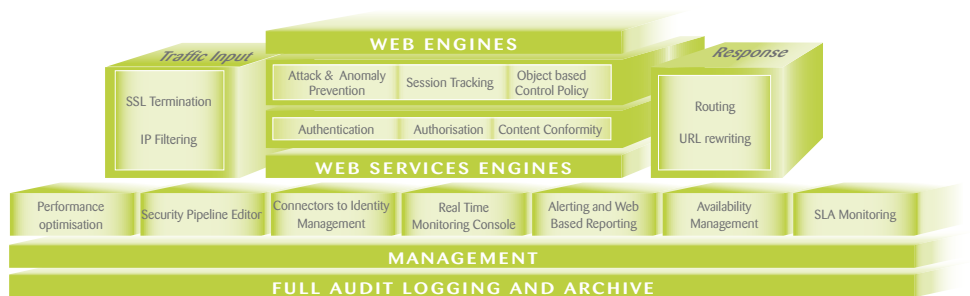 WEB ENGINES
Traffic Input
Response
Attack & Anomaly
Prevention
Session Tracking
Object based
Control Policy
SSL Termination
IP Filtering
Routing
URL rewriting
Authentication
Authorisation
Content Conformity
WEB SERVICES ENGINES
Performance
optimisation
Security Pipeline Editor
Connectors to Identity
Management
Real Time
Monitoring Console
Alerting and Web
Based Reporting
Availability
Management
SLA Monitoring
MANAGEMENT
FULL AUDIT LOGGING AND ARCHIVE